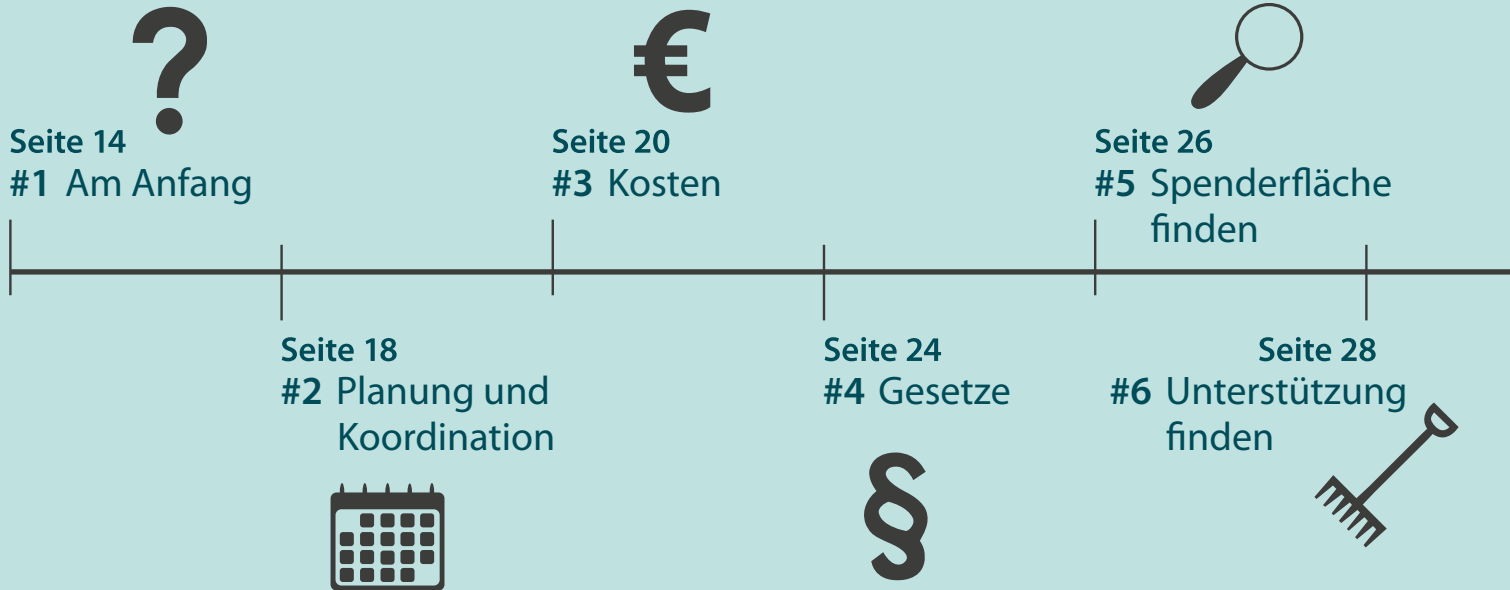 ?
Seite 14
#1 Am Anfang
Seite 18
#2 Planung und
Koordination
€
Seite 20
#3 Kosten
Seite 24
#4 Gesetze
§
Seite 26
#5 Spenderfläche
finden
Seite 28
#6 Unterstützung
finden